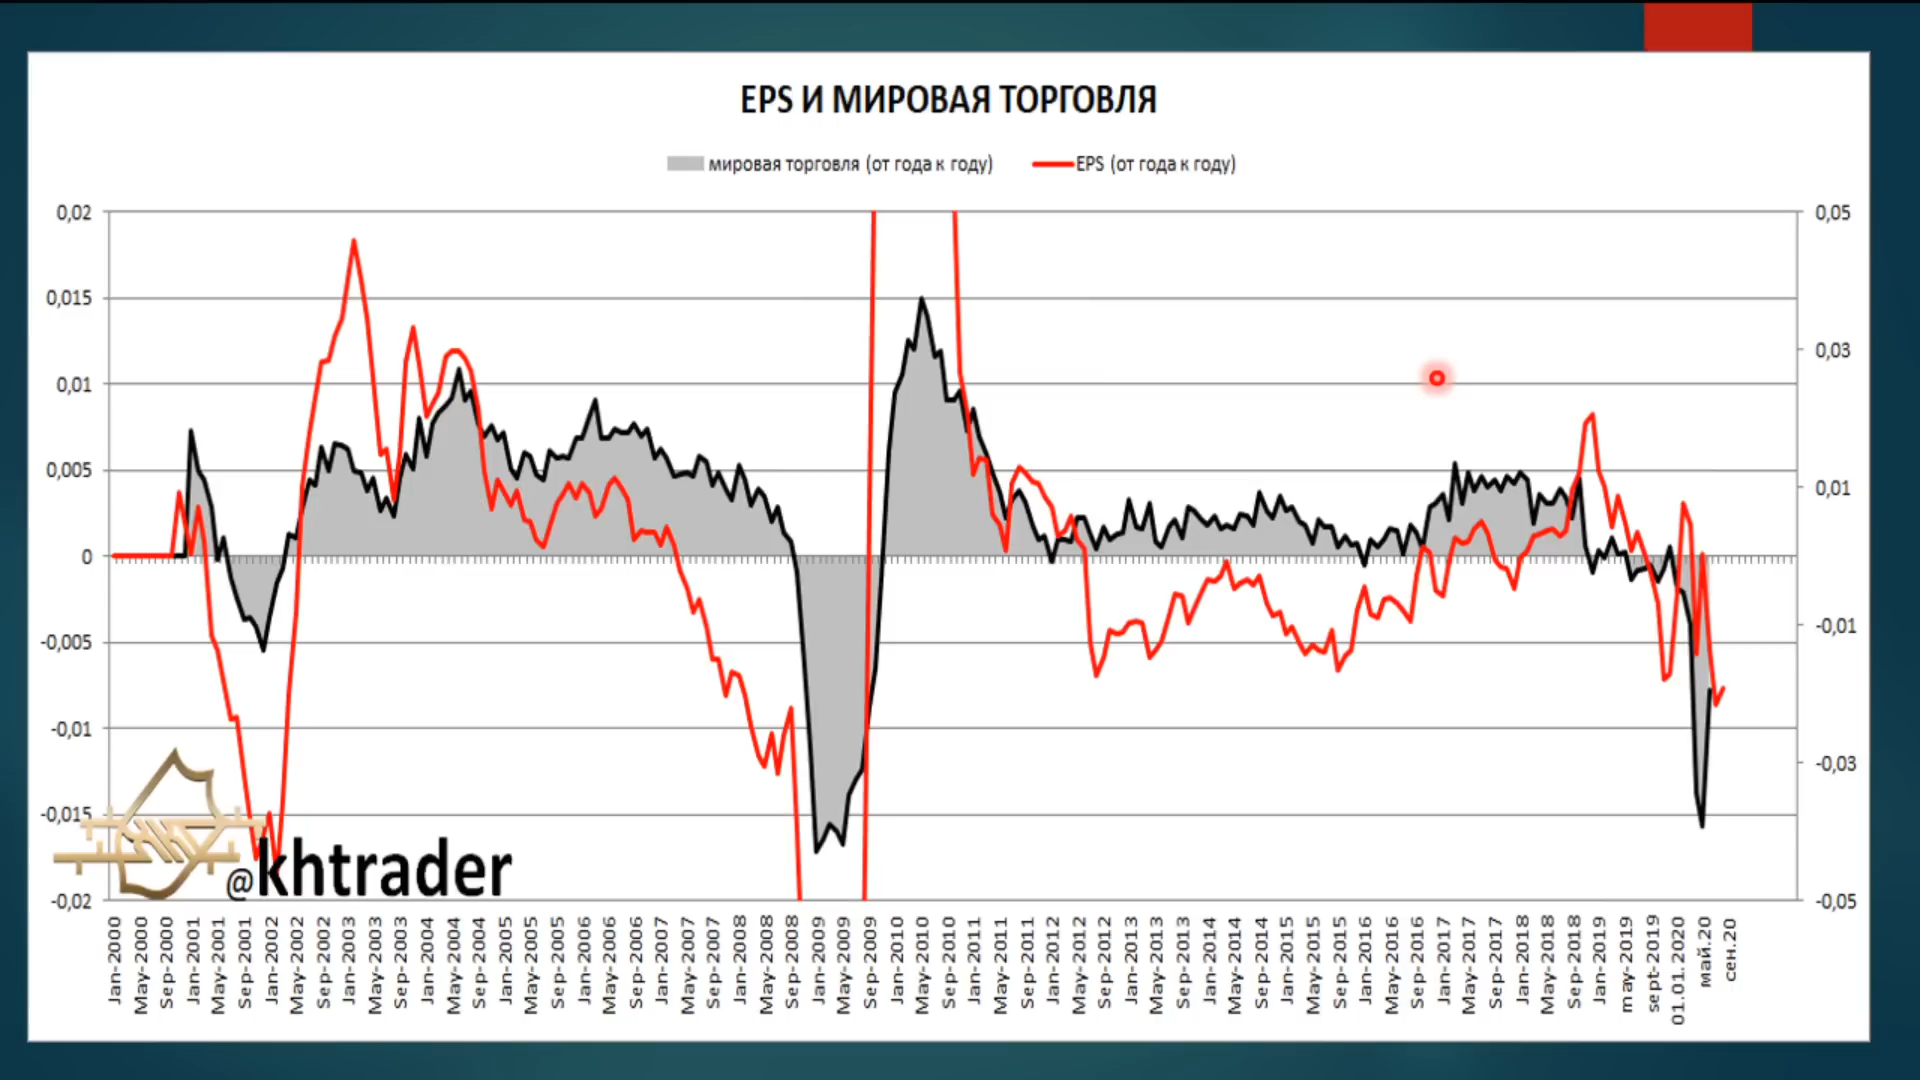 EPS И МИРОВАЯ ТОРГОВЛЯ
мировая торговля (от года к году) EPS (от года к году)
0,02 0,05
0,015
0,03
0,01
0,005 0,01
0
-0,005 -0,01
-0,01
-0,03
-0,015
-0,02 -0,05
@khtrader
Jan-2000
May-2000
Sep-2000
Jan-2001
May-2001
Sep-2001
Jan-2002
May-2002
Sep-2002
Jan-2003
May-2003
Sep-2003
Jan-2004
May-2004
Sep-2004
Jan-2005
May-2005
Sep-2005
Jan-2006
May-2006
Sep-2006
Jan-2007
May-2007
Sep-2007
Jan-2008
May-2008
Sep-2008
Jan-2009
May-2009
Sep-2009
Jan-2010
May-2010
Sep-2010
Jan-2011
May-2011
Sep-2011
Jan-2012
May-2012
Sep-2012
Jan-2013
May-2013
Sep-2013
Jan-2014
May-2014
Sep-2014
Jan-2015
May-2015
Sep-2015
Jan-2016
May-2016
Sep-2016
Jan-2017
May-2017
Sep-2017
Jan-2018
May-2018
Sep-2018
Jan-2019
may-2019
sept-2019
01.01.2020
май.20
сен.20